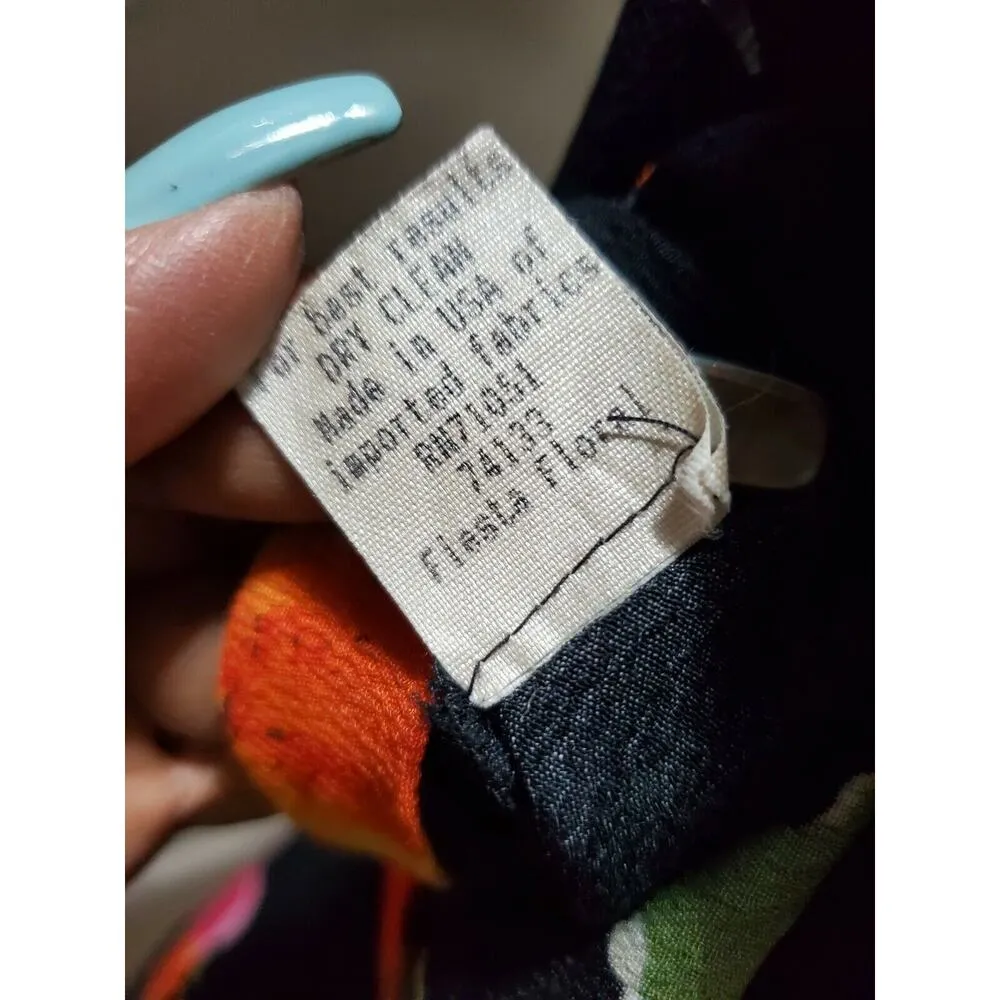 For best results
DRY CLEAN
Made in USA of
imported fabrics
RN71051
74133
Fiesta Floral